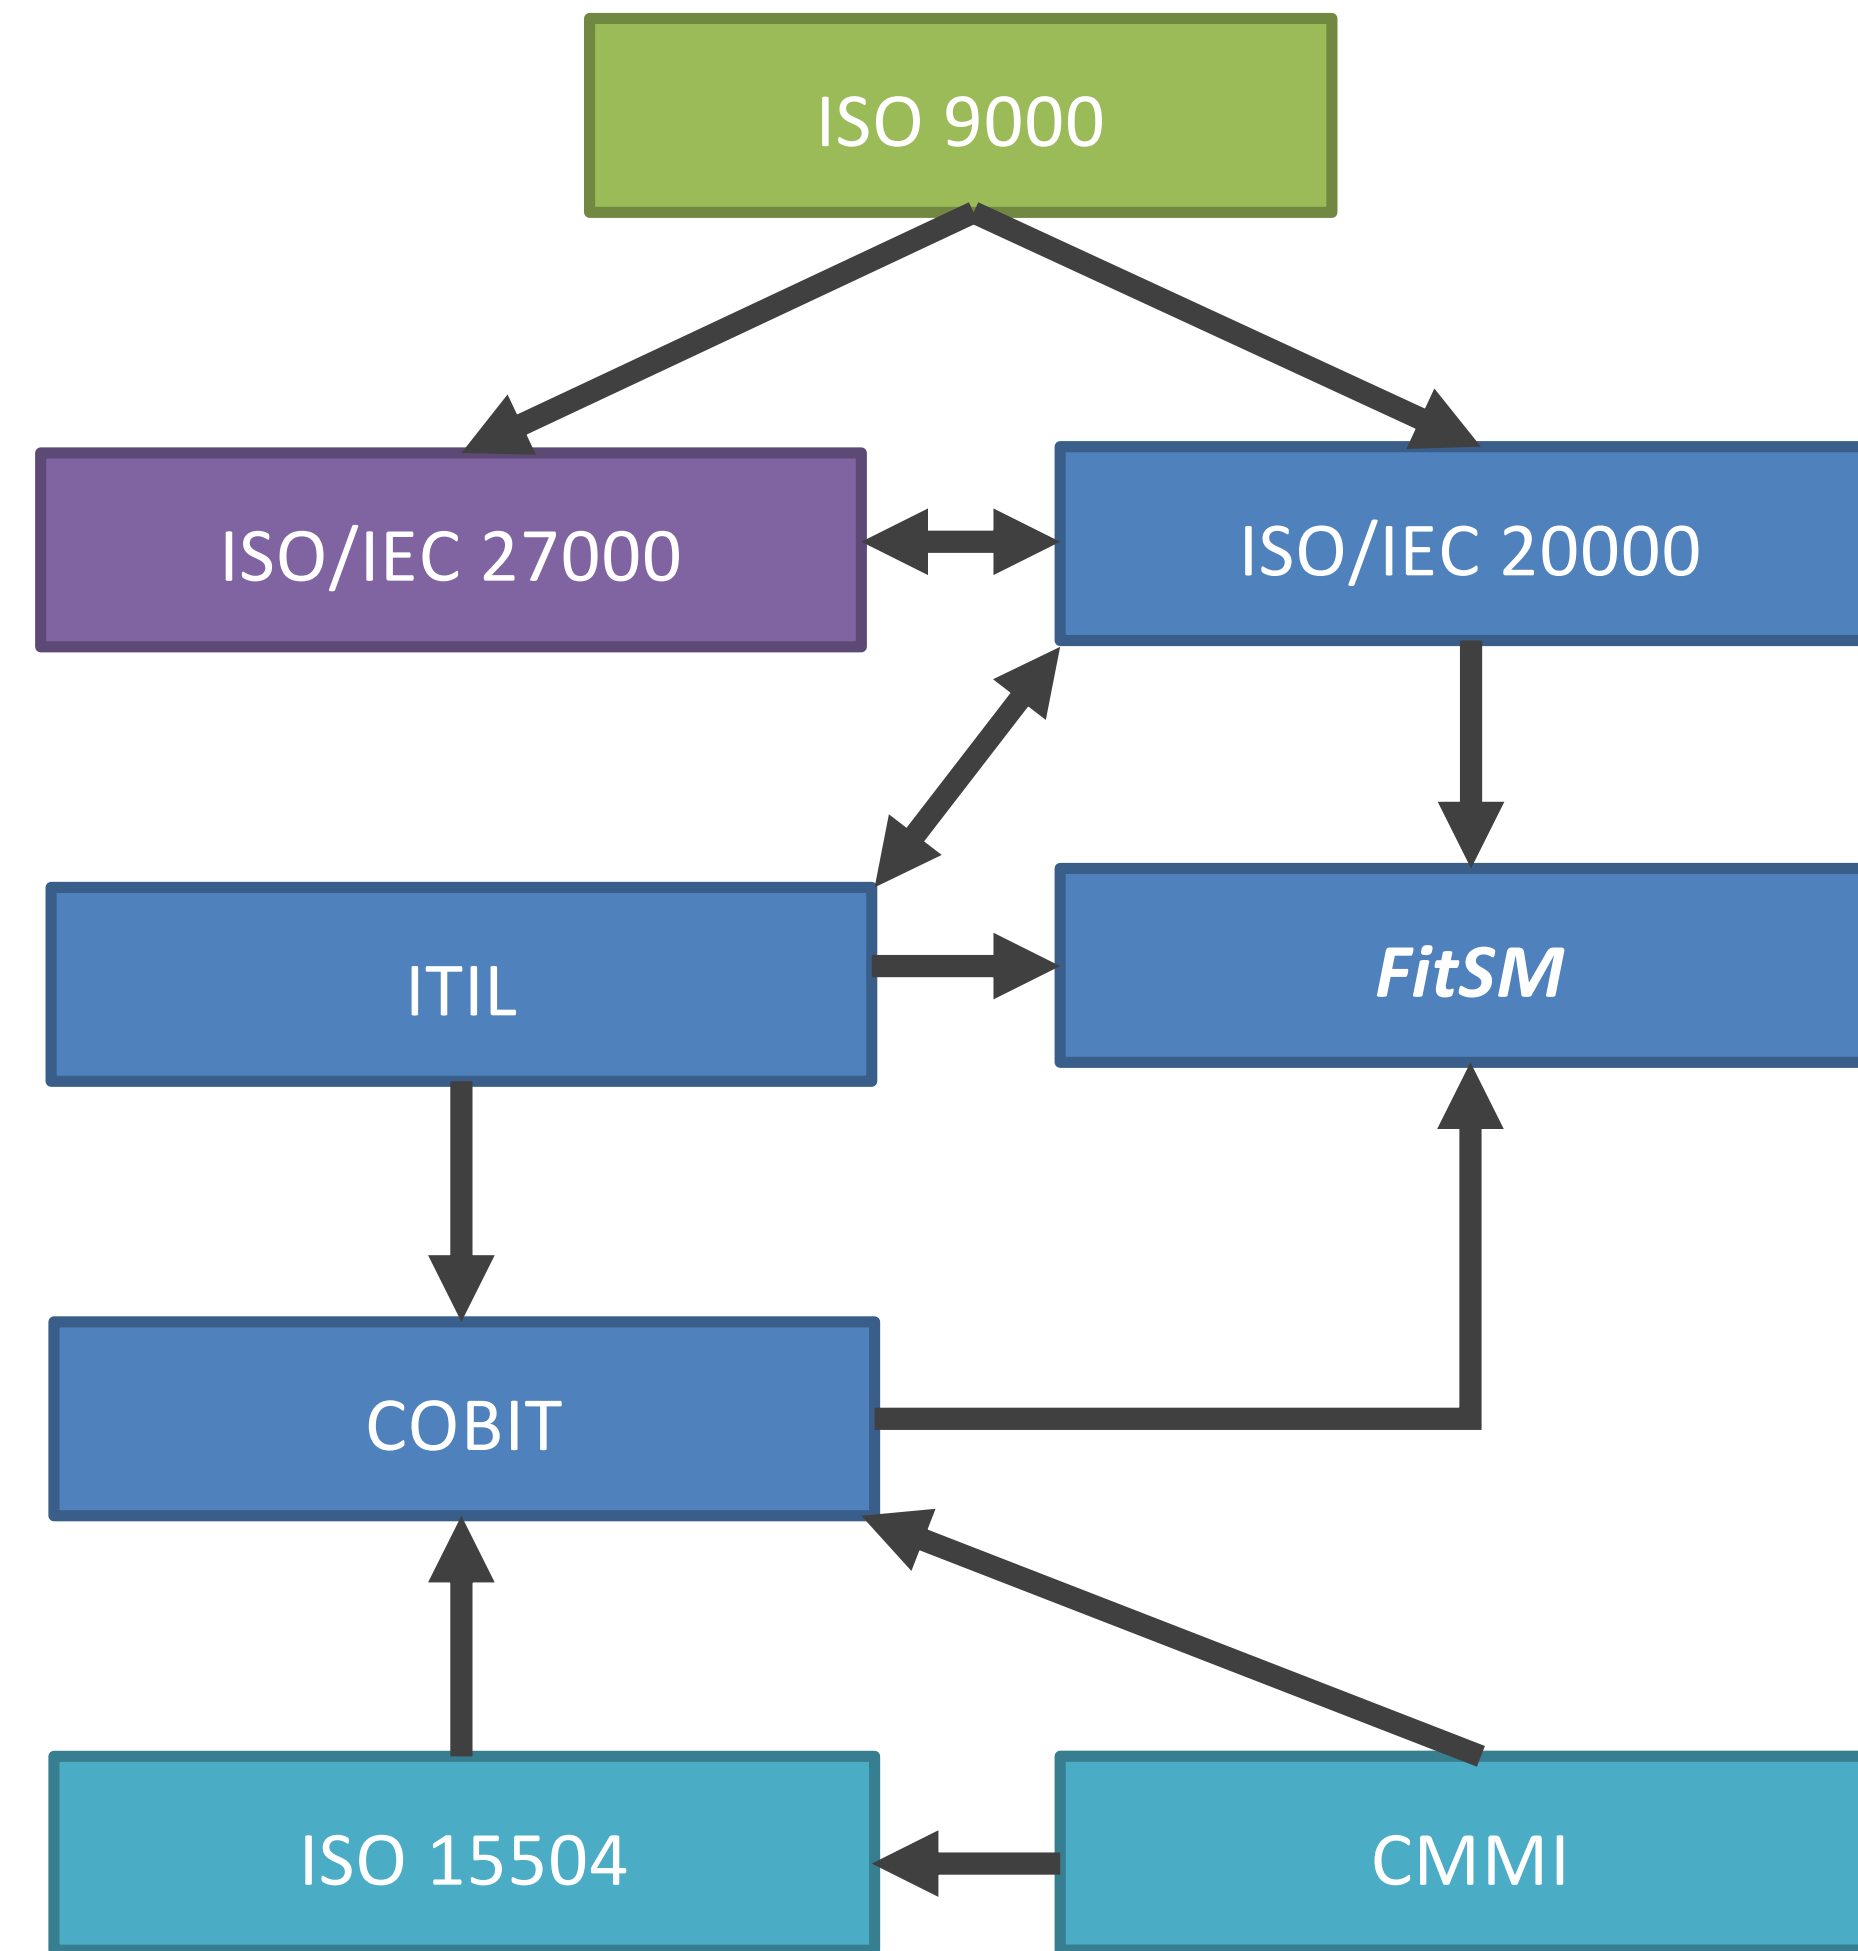 ISO 9000
ISO/IEC 27000
ISO/IEC 20000
ITIL
FitSM
COBIT
ISO 15504
CMMI